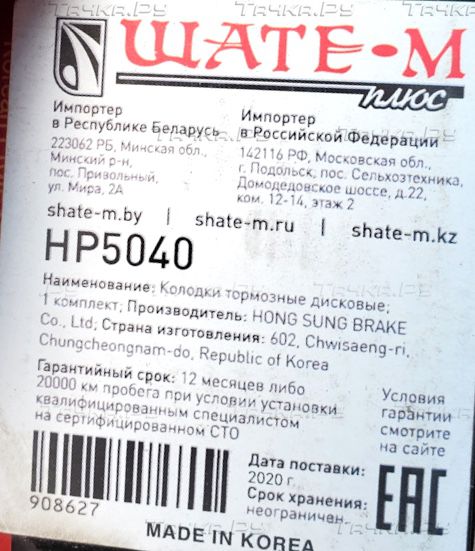 ШАТЕ-М
плюс
Импортер
в Республике Беларусь
223062 РБ, Минская обл.,
Минский р-н,
пос. Привольный,
ул. Мира, 2А
Импортер
в Российской Федерации
142116 РФ, Московская обл.,
г. Подольск, пос. Сельхозтехника,
Домодедовское шоссе, д.22,
ком. 12-14, этаж 2
shate-m.by | shate-m.ru | shate-m.kz
HP5040
Наименование: Колодки тормозные дисковые;
1 комплект; Производитель: HONG SUNG BRAKE
Co., Ltd; Страна изготовления: 602, Chwisaeng-ri,
Chungcheongnam-do, Republic of Korea
Гарантийный срок: 12 месяцев либо
20000 км пробега при условии установки
квалифицированным специалистом
на сертифицированном СТО
Условия
гарантии
смотрите
на сайте
908627
Дата поставки:
2020 г.
Срок хранения:
неограничен.
EAC
MADE IN KOREA
Тачка.РУ